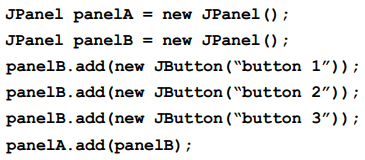 JPanel panelA = new JPanel();
JPanel panelB = new JPanel();
panelB.add(new JButton(“button 1”));
panelB.add(new JButton(“button 2”));
panelB.add(new JButton(“button 3”));
panelA.add(panelB);